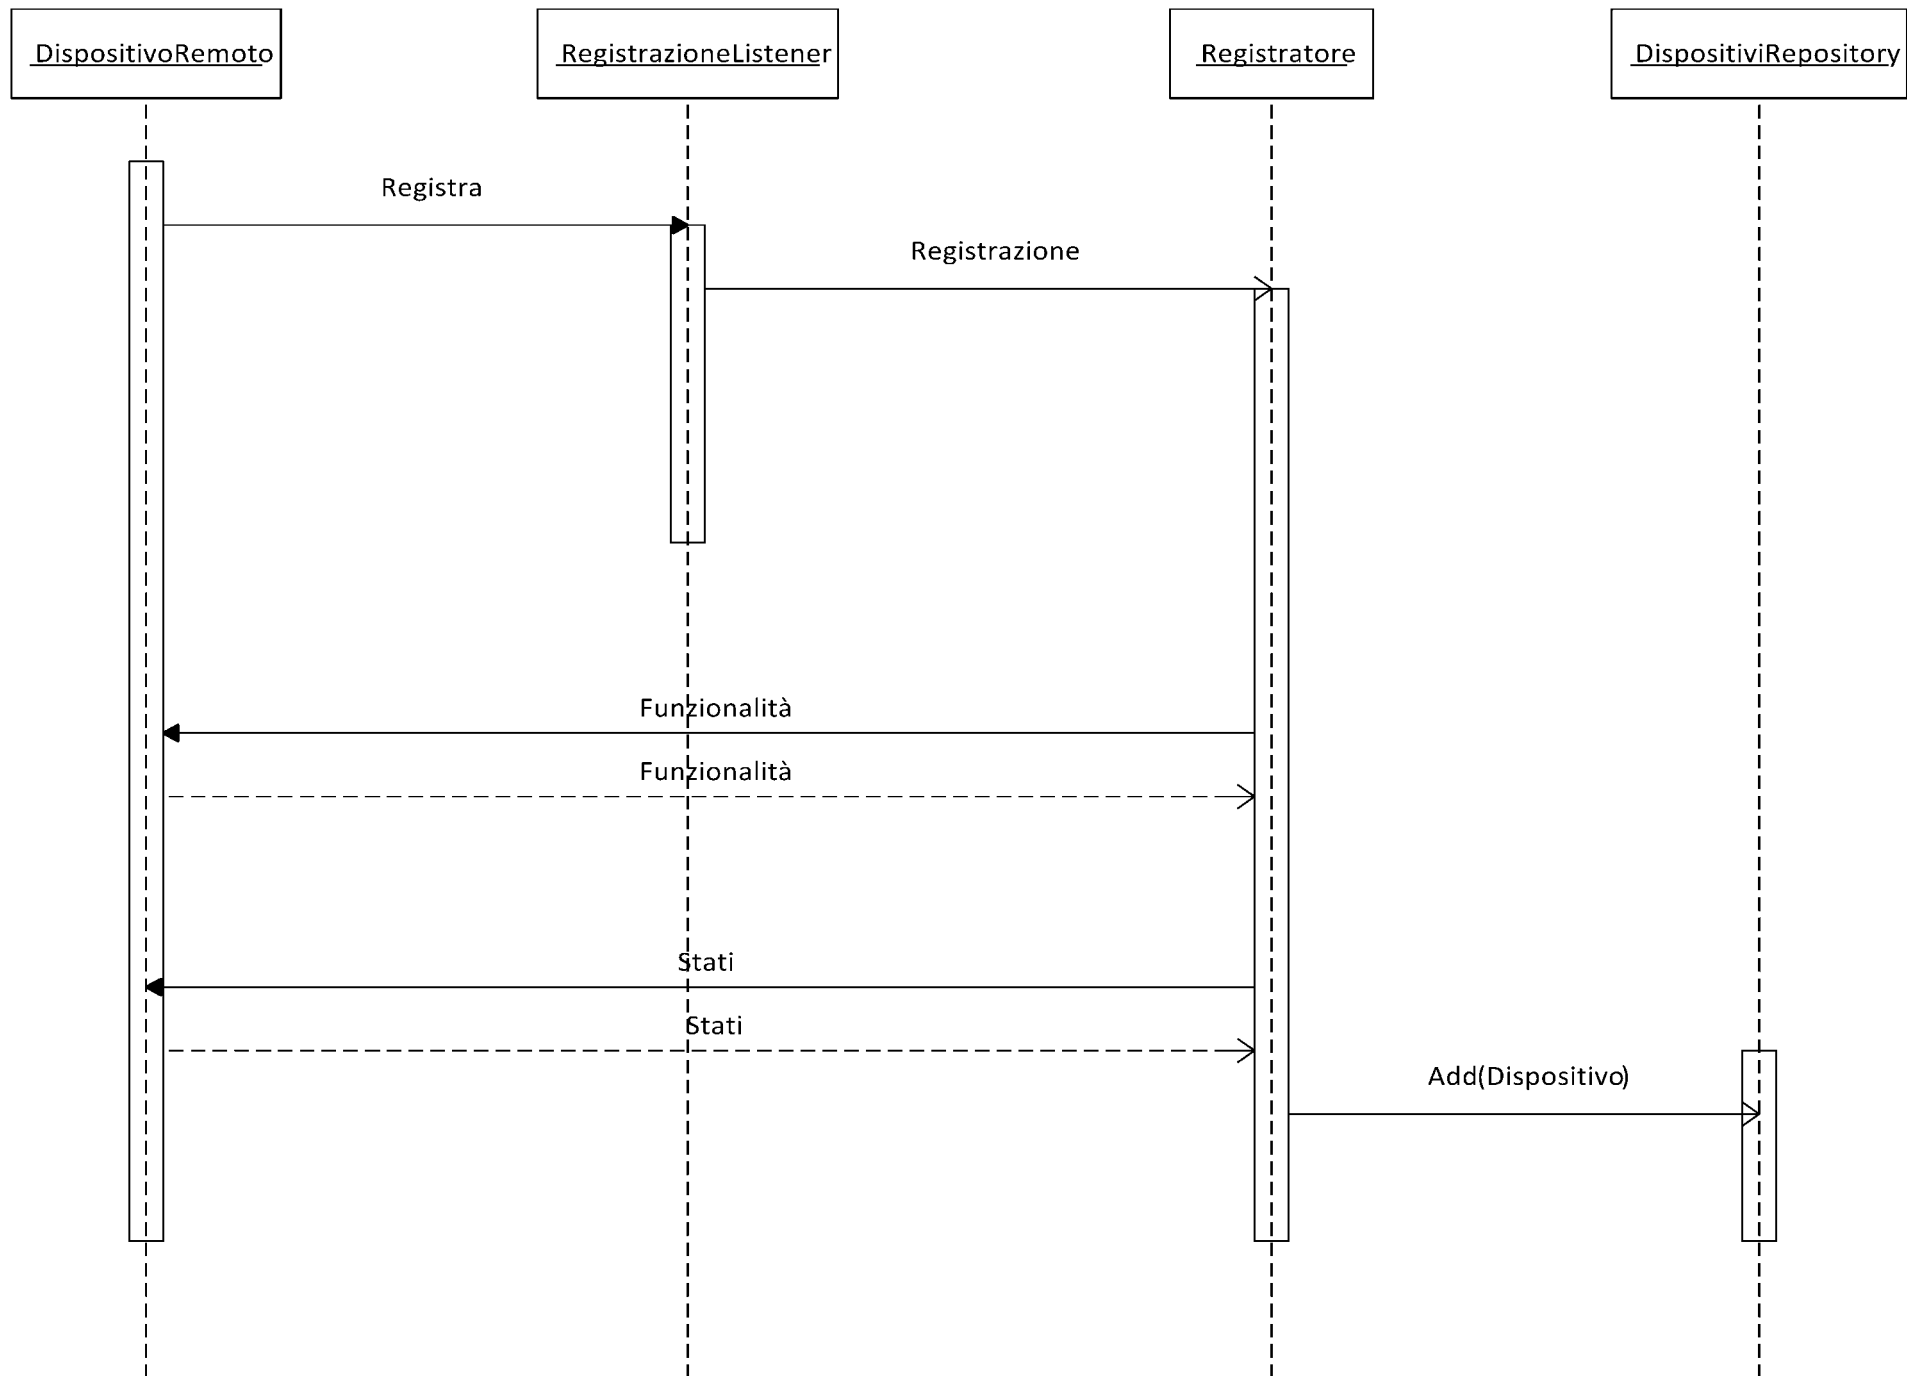 DispositivoRemoto
RegistrazioneListener
Registratore
DispositiviRepository
Registra
Registrazione
Funzionalità
Funzionalità
Stati
Stati
Add(Dispositivo)